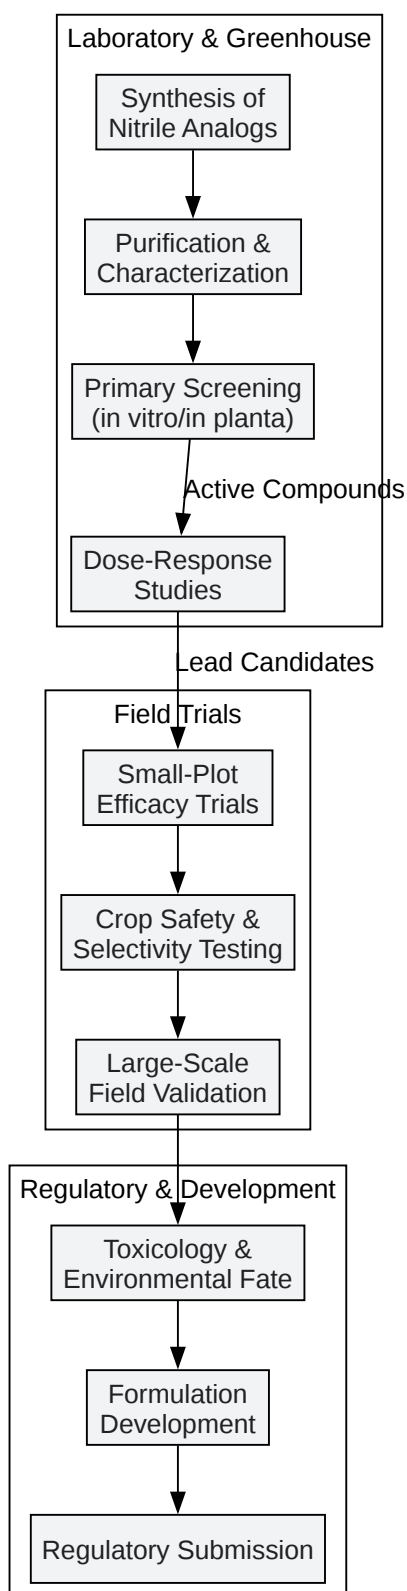 Laboratory & Greenhouse
Synthesis of
Nitrile Analogs
Purification &
Characterization
Primary Screening
(in vitro/in planta)
Active Compounds
Dose-Response
Studies
Lead Candidates
Field Trials
Small-Plot
Efficacy Trials
Crop Safety &
Selectivity Testing
Large-Scale
Field Validation
Regulatory & Development
Toxicology &
Environmental Fate
Formulation
Development
Regulatory Submission